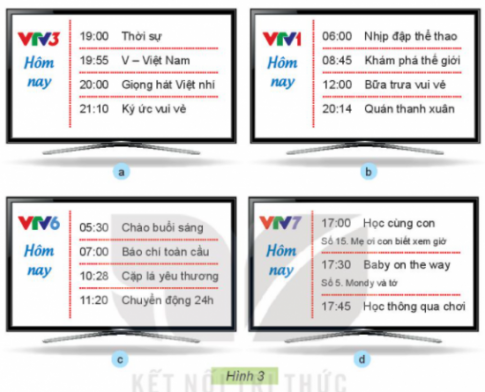 VTV3
Hôm nay
19:00 Thời sự
19:55 V – Việt Nam
20:00 Giọng hát Việt nhí
21:10 Ký ức vui vẻ
a
VTV1
Hôm nay
06:00 Nhịp đập thể thao
08:45 Khám phá thế giới
12:00 Bữa trưa vui vẻ
20:14 Quán thanh xuân
b
VTV6
Hôm nay
05:30 Chào buổi sáng
07:00 Báo chí toàn cầu
10:28 Cặp lá yêu thương
11:20 Chuyển động 24h
c
VTV7
Hôm nay
17:00 Học cùng con
Số 15. Mẹ ơi con biết xem giờ
17:30 Baby on the way
Số 5. Mondy và tớ
17:45 Học thông qua chơi
d
Hình 3
KẾT NỐI TRI THỨC